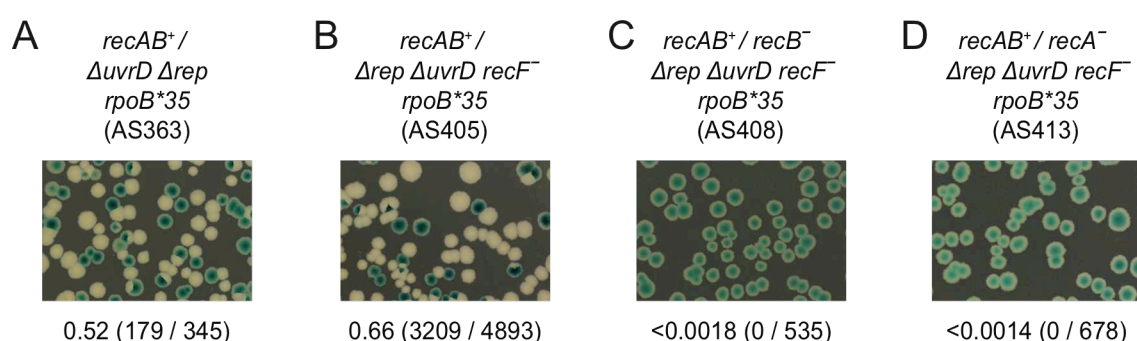 A
recAB⁺ /
ΔuvrD Δrep
rpoB*35
(AS363)
0.52 (179 / 345)
B
recAB⁺ /
Δrep ΔuvrD recF⁻
rpoB*35
(AS405)
0.66 (3209 / 4893)
C
recAB⁺ / recB⁻
Δrep ΔuvrD recF⁻
rpoB*35
(AS408)
<0.0018 (0 / 535)
D
recAB⁺ / recA⁻
Δrep ΔuvrD recF⁻
rpoB*35
(AS413)
<0.0014 (0 / 678)